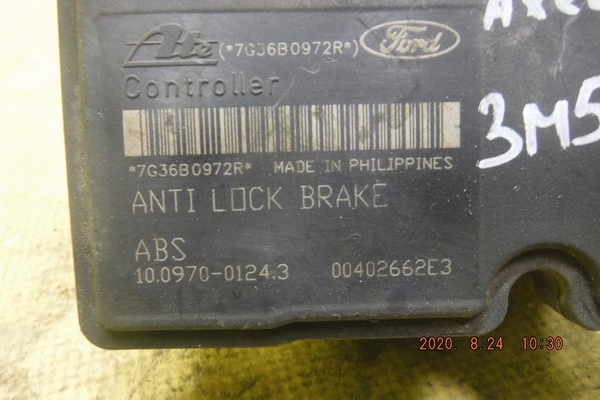 Ate (*7G36B0972R*) Ford
Controller
*7G36B0972R* MADE IN PHILIPPINES
ANTI LOCK BRAKE
ABS
10.0970-0124.3 00402662E3
3M5
2020. 8.24 10:30